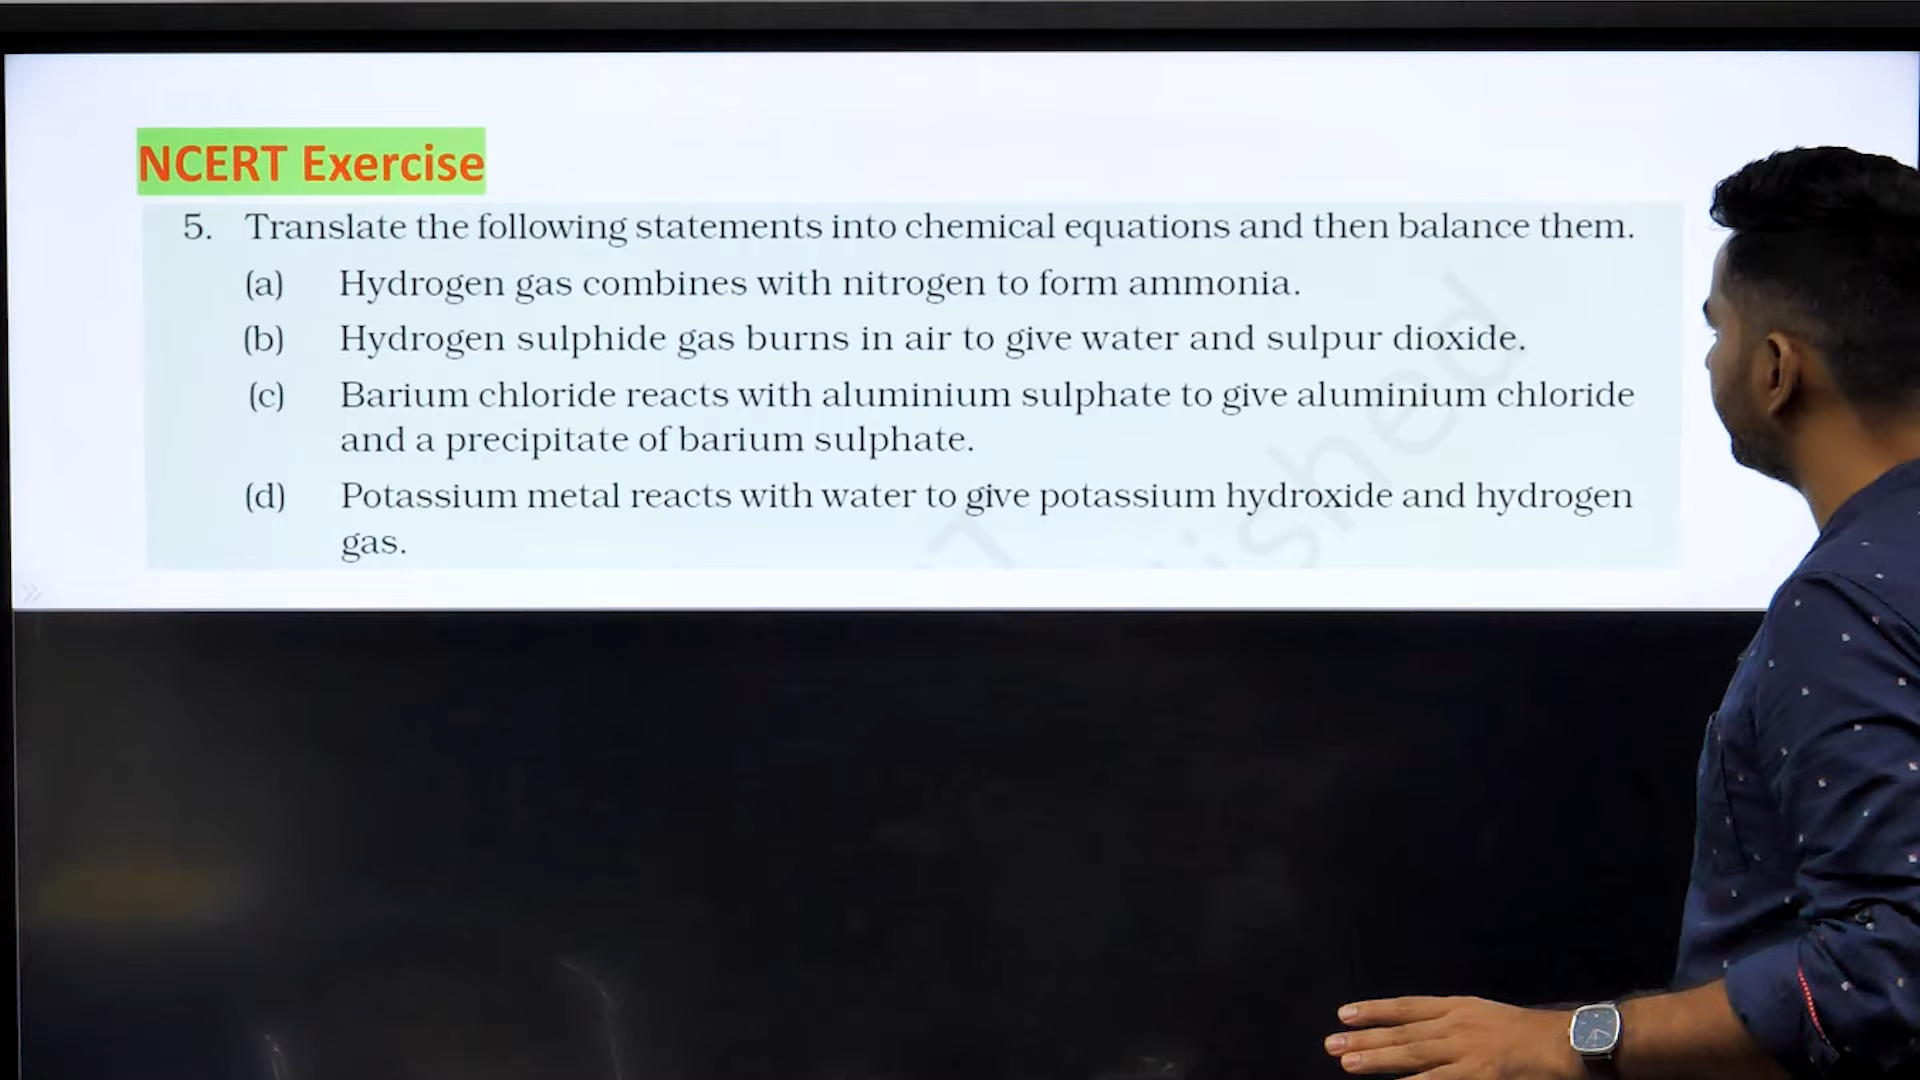 NCERT Exercise
5. Translate the following statements into chemical equations and then balance them.
(a) Hydrogen gas combines with nitrogen to form ammonia.
(b) Hydrogen sulphide gas burns in air to give water and sulpur dioxide.
(c) Barium chloride reacts with aluminium sulphate to give aluminium chloride
and a precipitate of barium sulphate.
(d) Potassium metal reacts with water to give potassium hydroxide and hydrogen
gas.